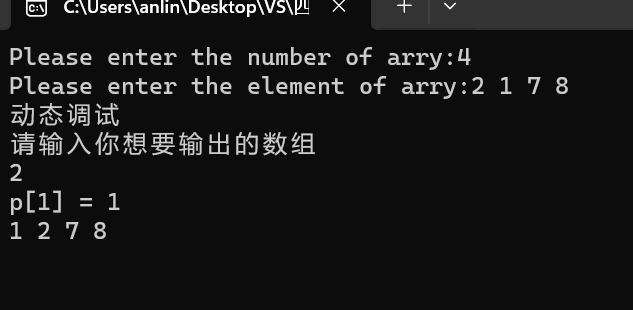 C:\Users\anlin\Desktop\VS\四
Please enter the number of arry:4
Please enter the element of arry:2 1 7 8
动态调试
请输入你想要输出的数组
2
p[1] = 1
1 2 7 8